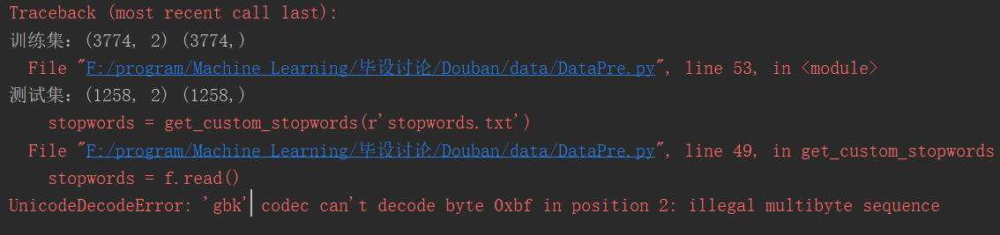 Traceback (most recent call last):
训练集：(3774, 2) (3774,)
  File "F:/program/Machine Learning/毕设讨论/Douban/data/DataPre.py", line 53, in <module>
测试集：(1258, 2) (1258,)
    stopwords = get_custom_stopwords(r'stopwords.txt')
  File "F:/program/Machine Learning/毕设讨论/Douban/data/DataPre.py", line 49, in get_custom_stopwords
    stopwords = f.read()
UnicodeDecodeError: 'gbk' codec can't decode byte 0xbf in position 2: illegal multibyte sequence